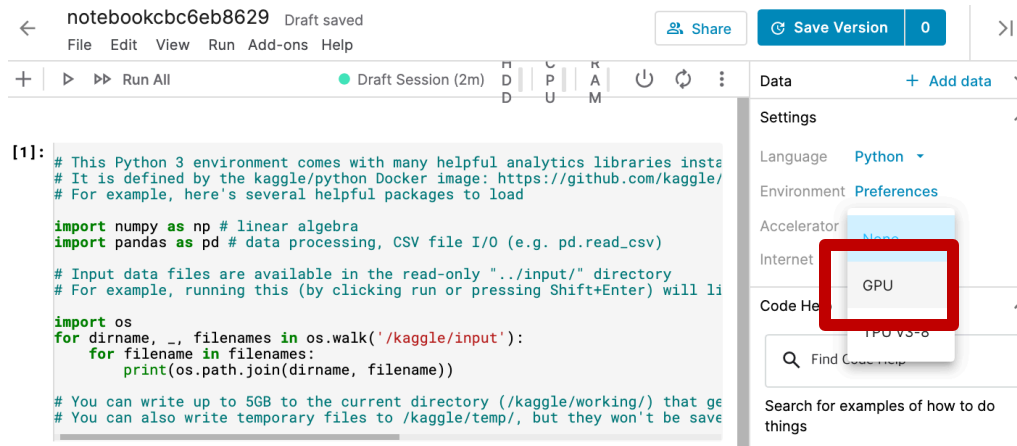 notebookcbc6eb8629 Draft saved
File Edit View Run Add-ons Help
Share
Save Version 0
Run All
Draft Session (2m)
HDD
CPU
RAM
Data
Add data
Settings
Language Python
Environment Preferences
Accelerator
None
Internet
GPU
TPU v3-8
Code He
Find Code Help
Search for examples of how to do
things
[1]:
# This Python 3 environment comes with many helpful analytics libraries insta
# It is defined by the kaggle/python Docker image: https://github.com/kaggle/
# For example, here's several helpful packages to load
import numpy as np # linear algebra
import pandas as pd # data processing, CSV file I/O (e.g. pd.read_csv)
# Input data files are available in the read-only "../input/" directory
# For example, running this (by clicking run or pressing Shift+Enter) will li
import os
for dirname, _, filenames in os.walk('/kaggle/input'):
    for filename in filenames:
        print(os.path.join(dirname, filename))
# You can write up to 5GB to the current directory (/kaggle/working/) that ge
# You can also write temporary files to /kaggle/temp/, but they won't be save